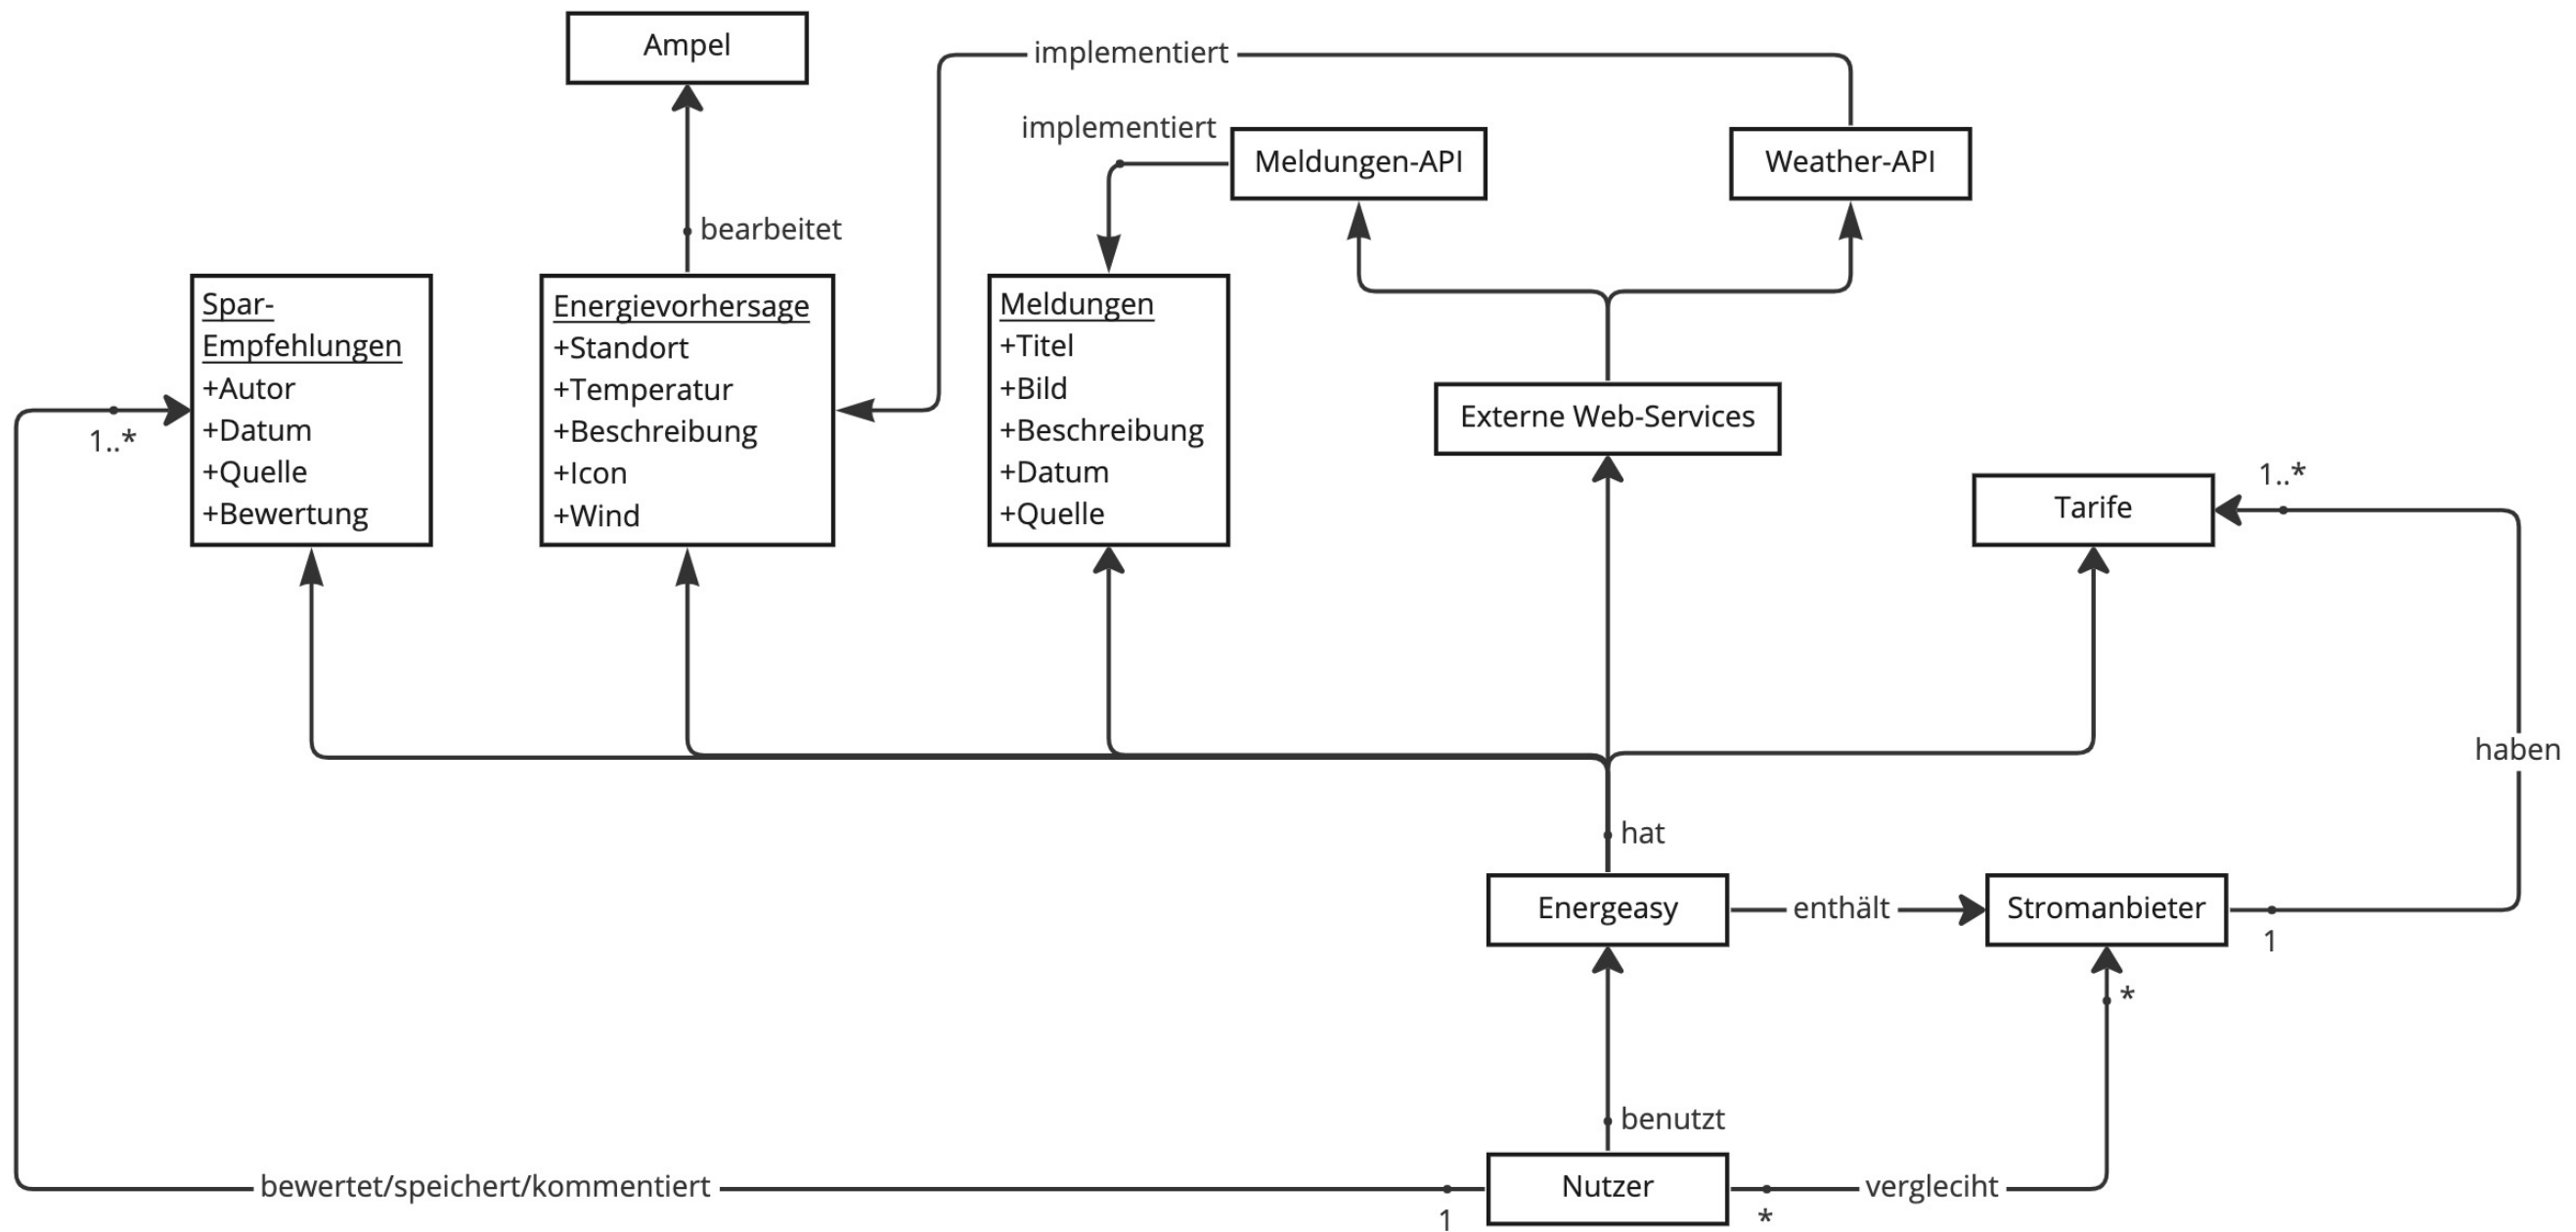 Ampel
implementiert
implementiert
Meldungen-API
Weather-API
bearbeitet
Spar-
Empfehlungen
+Autor
+Datum
+Quelle
+Bewertung
Energievorhersage
+Standort
+Temperatur
+Beschreibung
+Icon
+Wind
Meldungen
+Titel
+Bild
+Beschreibung
+Datum
+Quelle
Externe Web-Services
1..*
Tarife
1..*
haben
hat
Energeasy
enthält
Stromanbieter
1
*
benutzt
bewertet/speichert/kommentiert
1
Nutzer
*
vergleciht